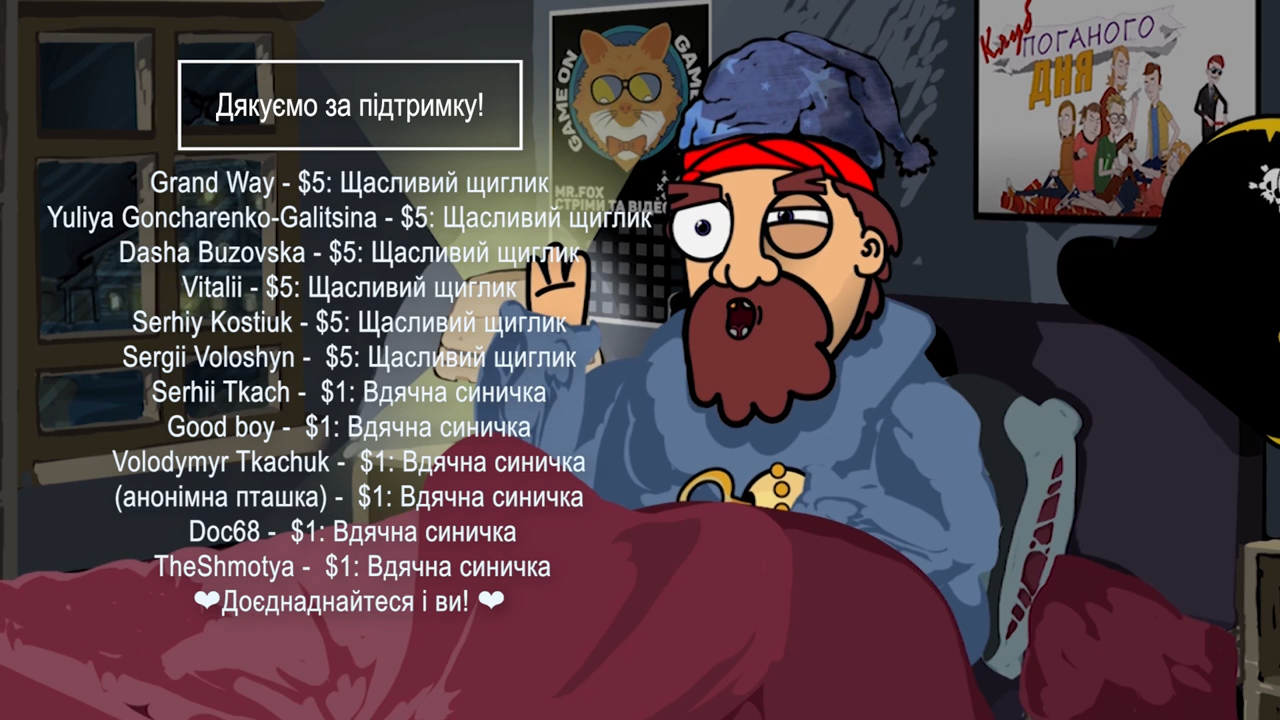 Дякуємо за підтримку!
Grand Way - $5: Щасливий щиглик
Yuliya Goncharenko-Galitsina - $5: Щасливий щиглик
Dasha Buzovska - $5: Щасливий щиглик
Vitalii - $5: Щасливий щиглик
Serhiy Kostiuk - $5: Щасливий щиглик
Sergii Voloshyn -  $5: Щасливий щиглик
Serhii Tkach -  $1: Вдячна синичка
Good boy -  $1: Вдячна синичка
Volodymyr Tkachuk -  $1: Вдячна синичка
(анонімна пташка) -  $1: Вдячна синичка
Doc68 -  $1: Вдячна синичка
TheShmotya -  $1: Вдячна синичка
❤Доєднаднайтеся і ви! ❤
GAME ON
GAME
MR.FOX
СТРІМИ ТА ВІДЕО
Клуб
ПОГАНОГО
ДНЯ